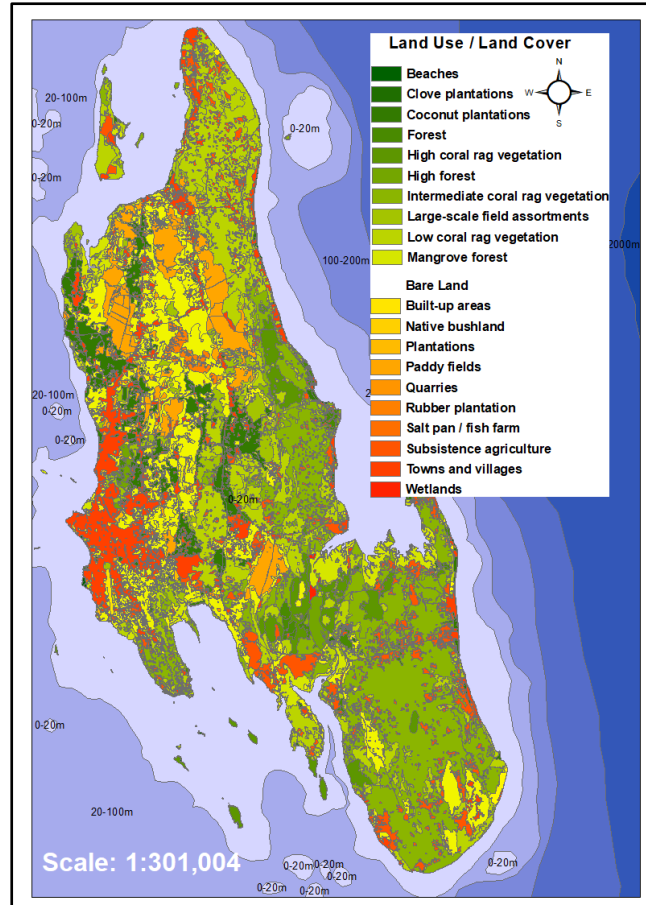 Land Use / Land Cover
N
W E
S
Beaches
Clove plantations
Coconut plantations
Forest
High coral rag vegetation
High forest
Intermediate coral rag vegetation
Large-scale field assortments
Low coral rag vegetation
Mangrove forest
Bare Land
Built-up areas
Native bushland
Plantations
Paddy fields
Quarries
Rubber plantation
Salt pan / fish farm
Subsistence agriculture
Towns and villages
Wetlands
20-100m
0-20m
0-20m
0-20m
100-200m
2000m
20-100m
0-20m
0-20m
0-20m
0-20m
20-100m
Scale: 1:301,004
0-20m
0-20m
0-20m
0-20m
0-20m
0-20m